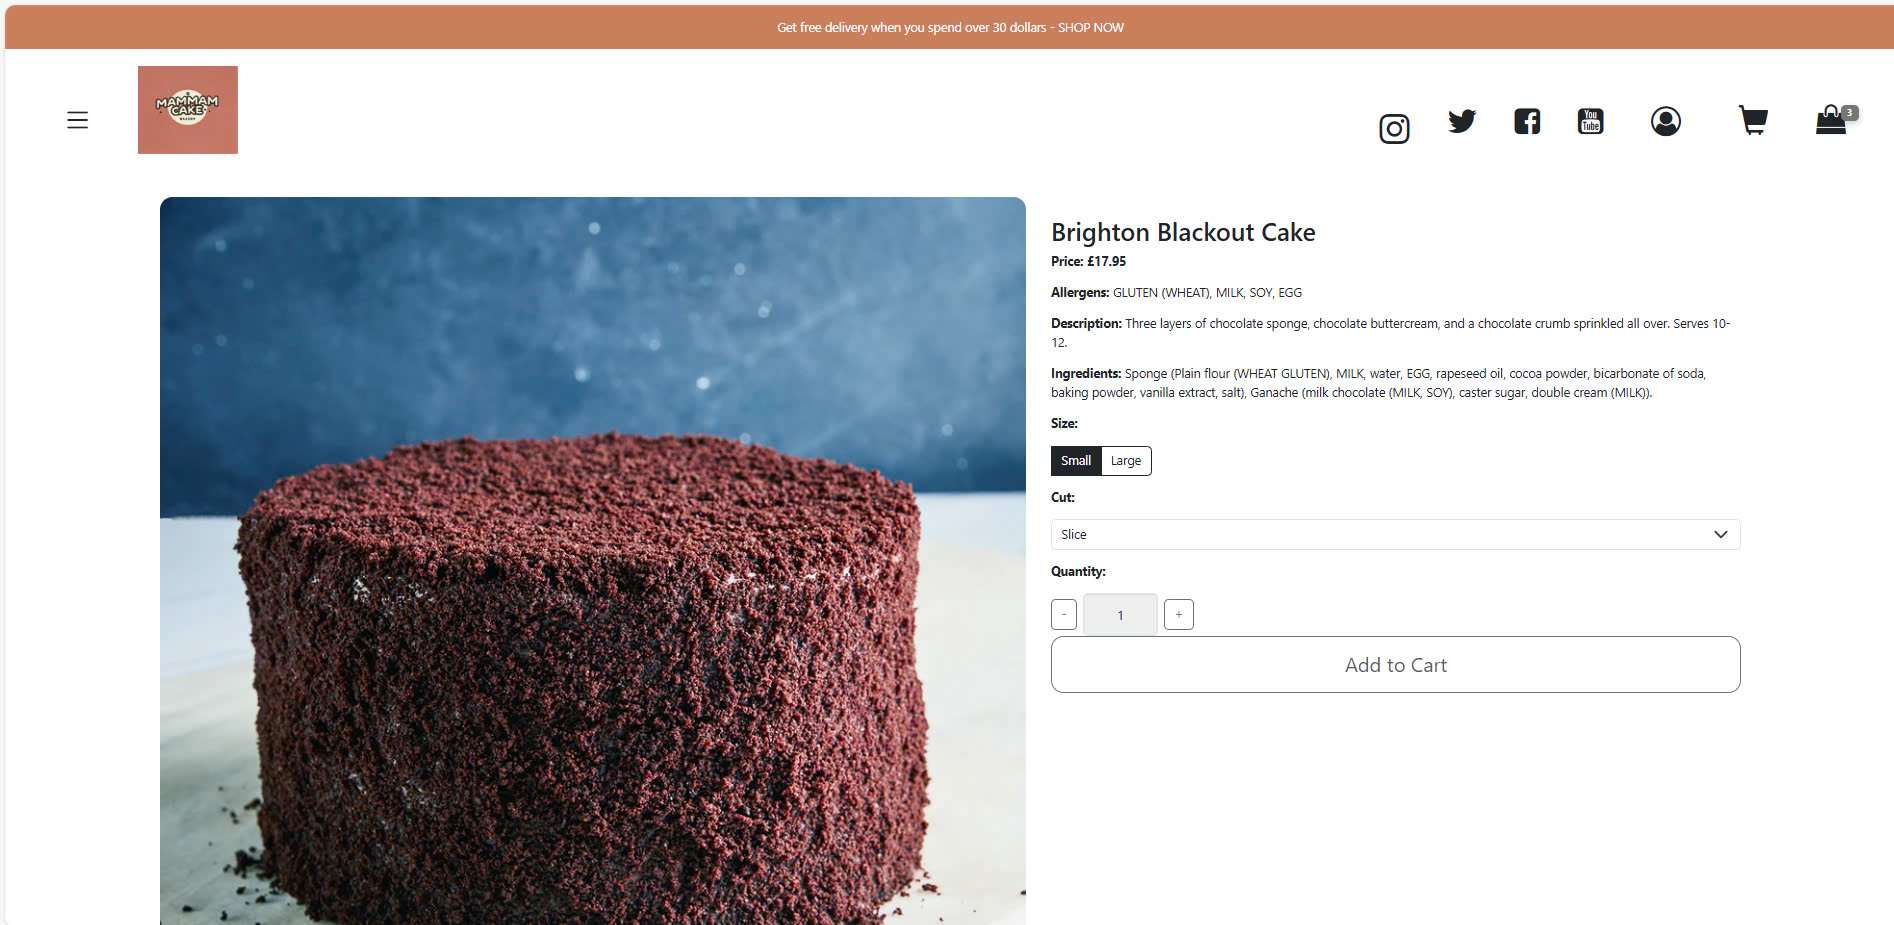 Get free delivery when you spend over 30 dollars - SHOP NOW
MAMMAM
CAKE
BAKERY
You
Tube
3
Brighton Blackout Cake
Price: £17.95
Allergens: GLUTEN (WHEAT), MILK, SOY, EGG
Description: Three layers of chocolate sponge, chocolate buttercream, and a chocolate crumb sprinkled all over. Serves 10-
12.
Ingredients: Sponge (Plain flour (WHEAT GLUTEN), MILK, water, EGG, rapeseed oil, cocoa powder, bicarbonate of soda,
baking powder, vanilla extract, salt), Ganache (milk chocolate (MILK, SOY), caster sugar, double cream (MILK)).
Size:
Small Large
Cut:
Slice
Quantity:
- 1 +
Add to Cart